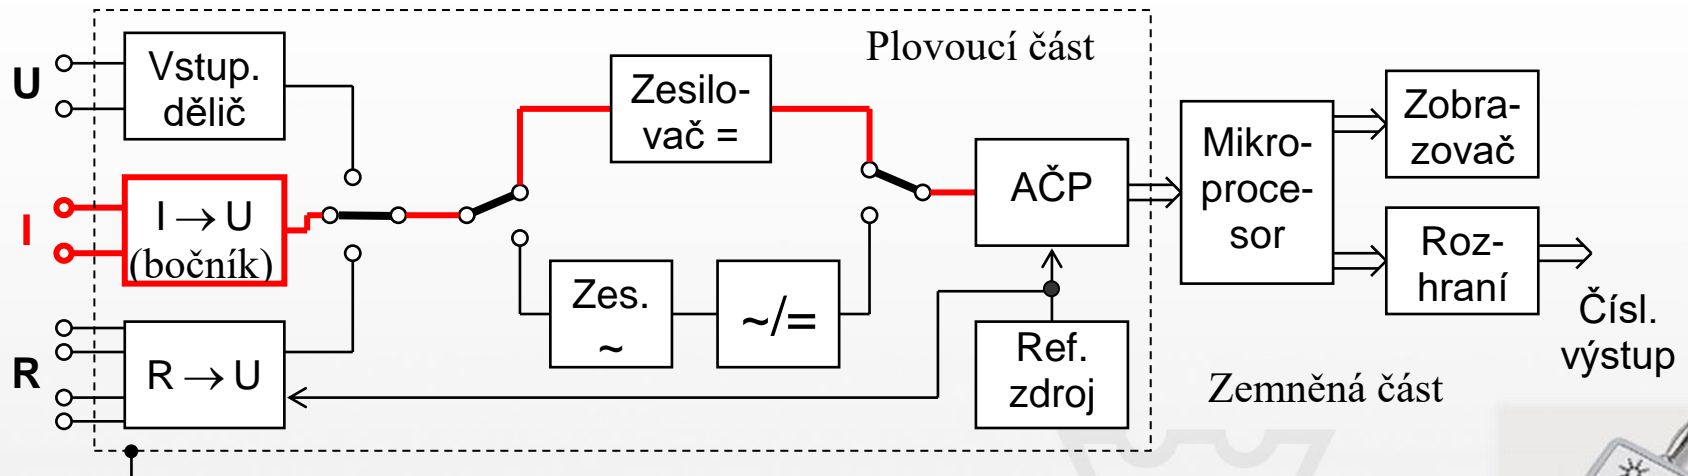 Plovoucí část
U
Vstup.
dělič
Zesilo-
vač =
I
I → U
(bočník)
AČP
Mikro-
proce-
sor
Zobra-
zovač
Roz-
hraní
Čísl.
výstup
R
R → U
Zes.
~
~/=
Ref.
zdroj
Zemněná část